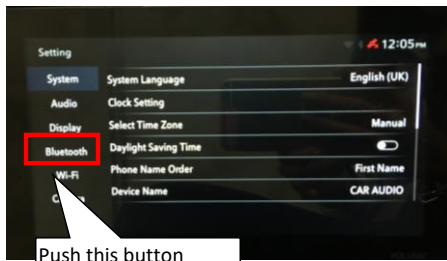 12:05PM
Setting
System
System Language English (UK)
Audio
Clock Setting
Display
Select Time Zone Manual
Bluetooth
Daylight Saving Time
Wi-Fi
Phone Name Order First Name
Device Name CAR AUDIO
Push this button